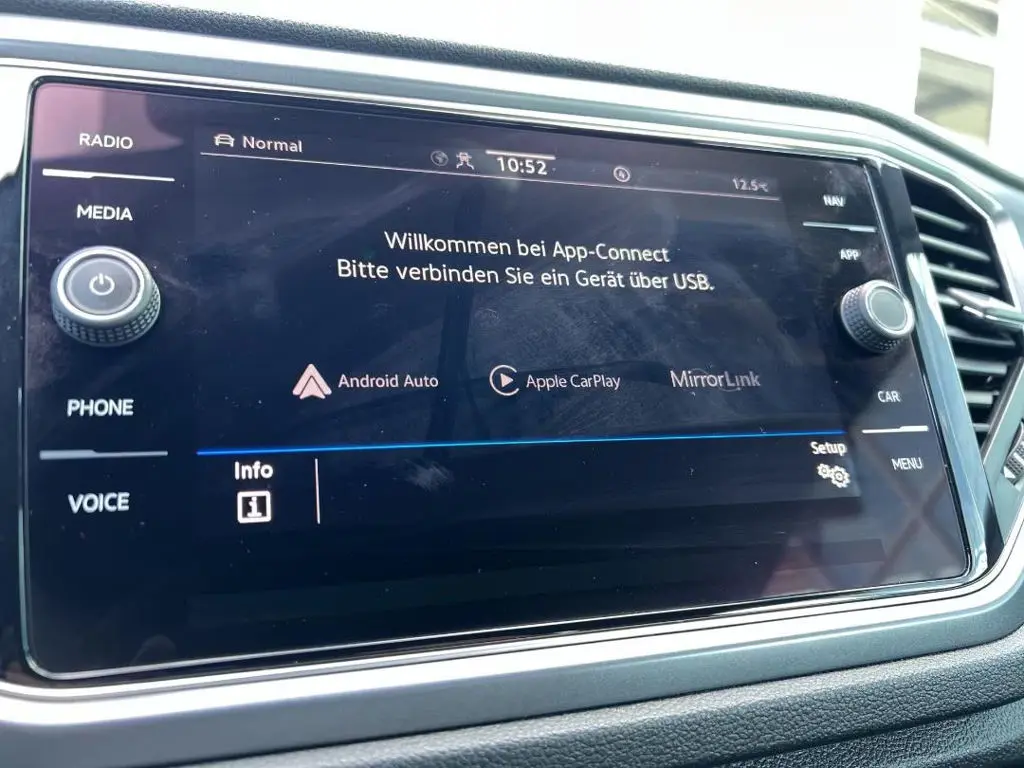 RADIO
MEDIA
PHONE
VOICE
Normal
10:52
12.5
Willkommen bei App-Connect
Bitte verbinden Sie ein Gerät über USB.
Android Auto
Apple CarPlay
MirrorLink
Info
i
Setup
NAV
APP
CAR
MENU